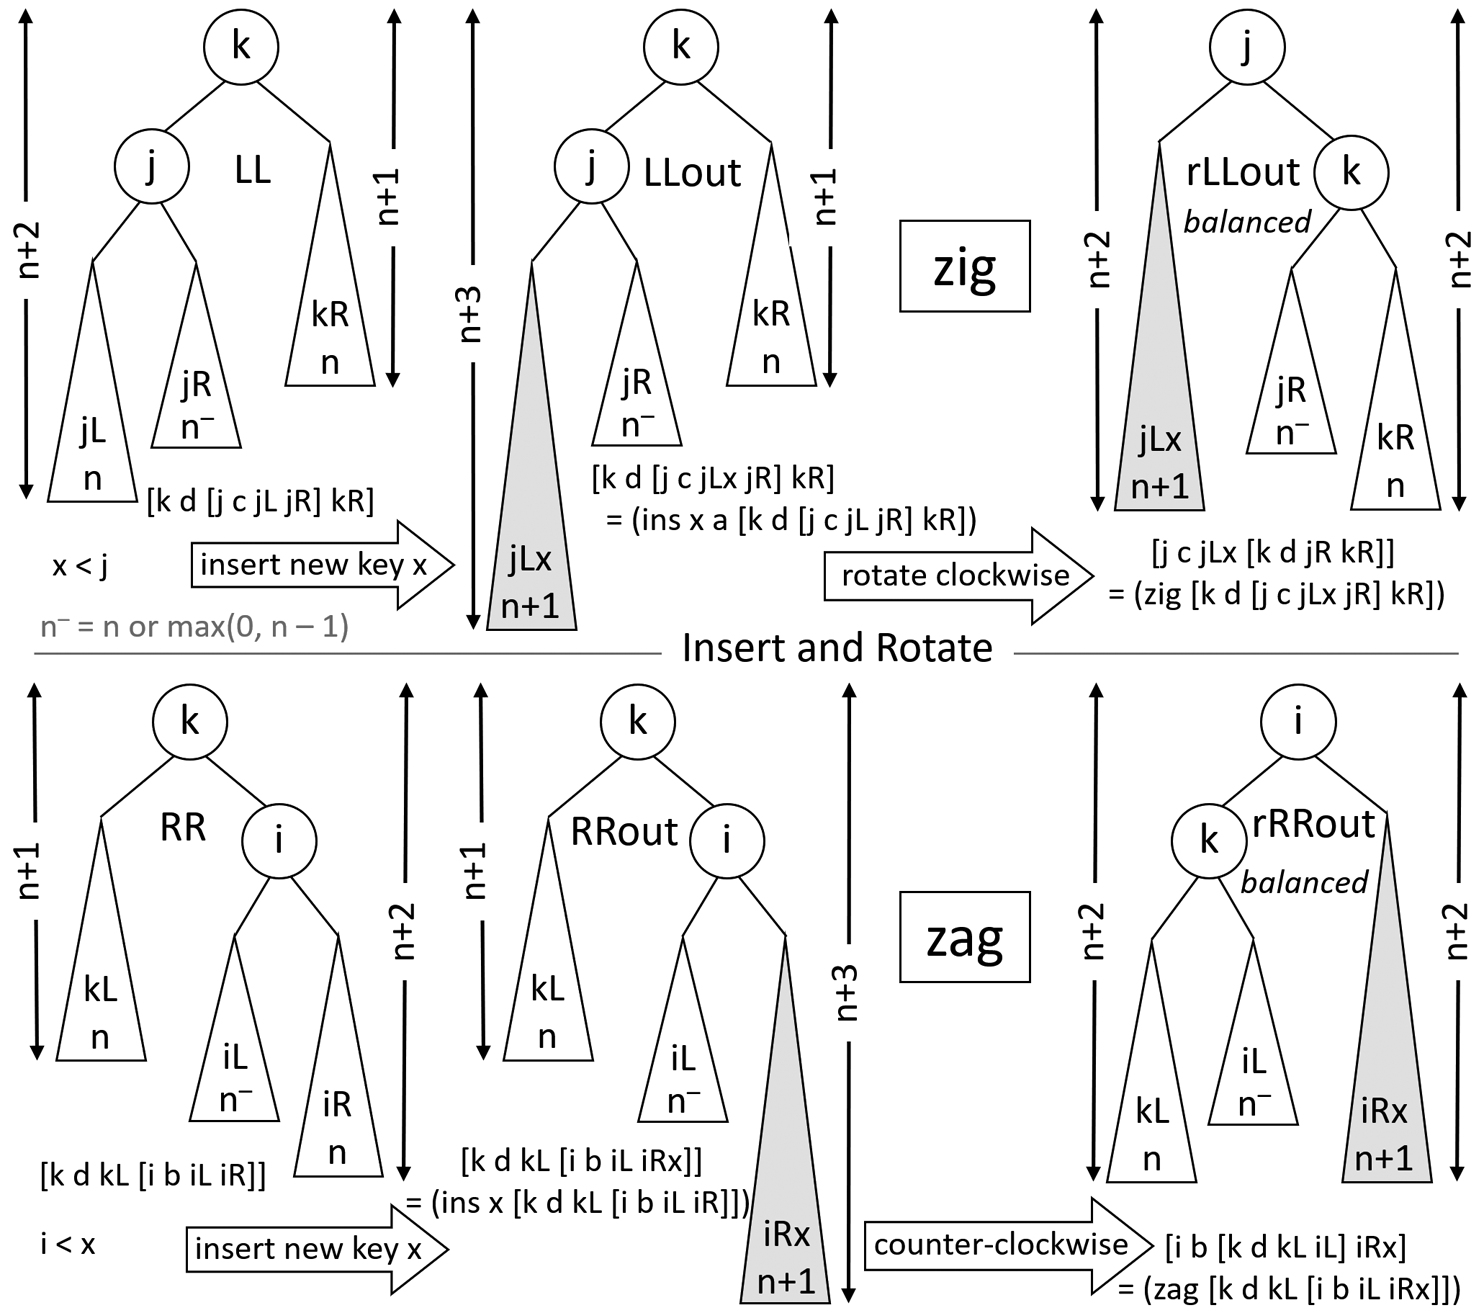 k
k
j
j
LL
j
LLout
rLLout
k
balanced
n+2
n+1
n+3
n+1
zig
n+2
n+2
kR
n
kR
n
jR
n⁻
jR
n⁻
jR
n⁻
jL
n
jLx
n+1
kR
n
[k d [j c jL jR] kR]
[k d [j c jLx jR] kR]
= (ins x a [k d [j c jL jR] kR])
x < j
insert new key x
jLx
n+1
rotate clockwise
[j c jLx [k d jR kR]]
= (zig [k d [j c jLx jR] kR])
n⁻ = n or max(0, n – 1)
Insert and Rotate
k
k
i
RR
i
RRout
i
k
rRRout
balanced
n+1
n+2
n+1
n+3
zag
n+2
n+2
kL
n
kL
n
iL
n⁻
iL
n⁻
iL
n⁻
iR
n
kL
n
iRx
n+1
[k d kL [i b iL iR]]
[k d kL [i b iL iRx]]
= (ins x [k d kL [i b iL iR]])
i < x
insert new key x
iRx
n+1
counter-clockwise
[i b [k d kL iL] iRx]
= (zag [k d kL [i b iL iRx]])